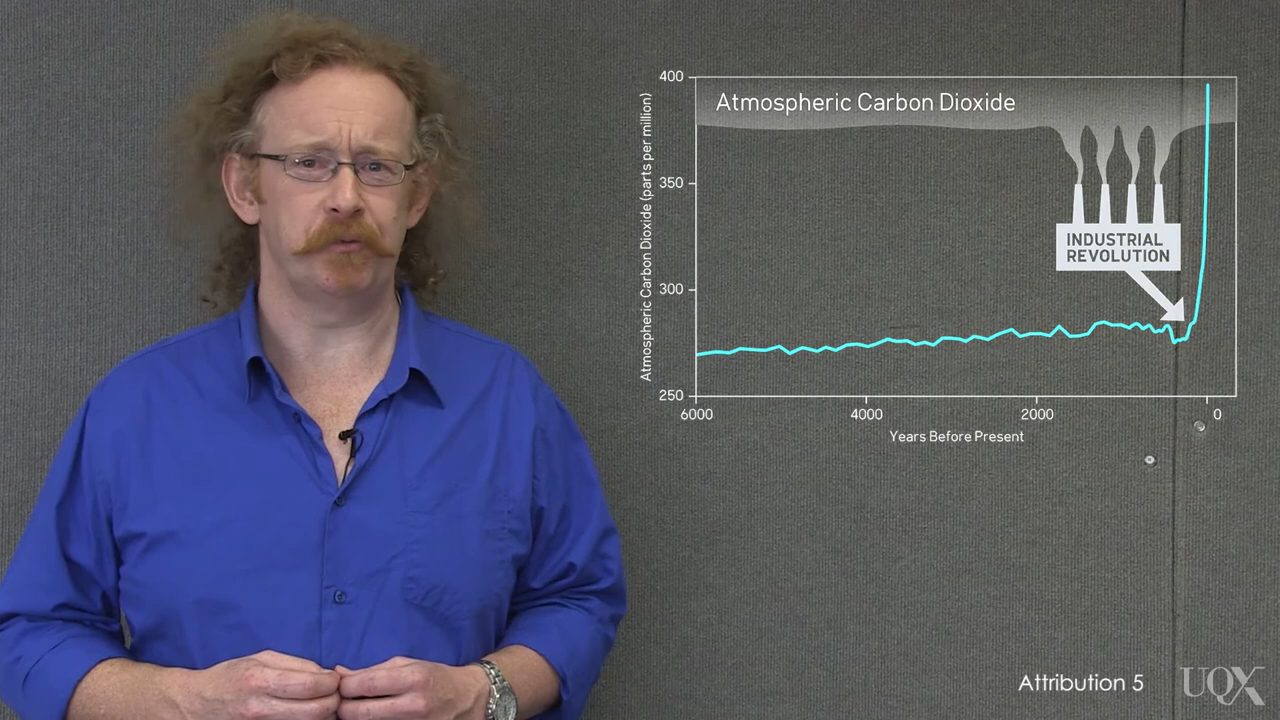 Atmospheric Carbon Dioxide
Atmospheric Carbon Dioxide (parts per million)
400
350
300
250
INDUSTRIAL
REVOLUTION
6000 4000 2000 0
Years Before Present
Attribution 5
UQX